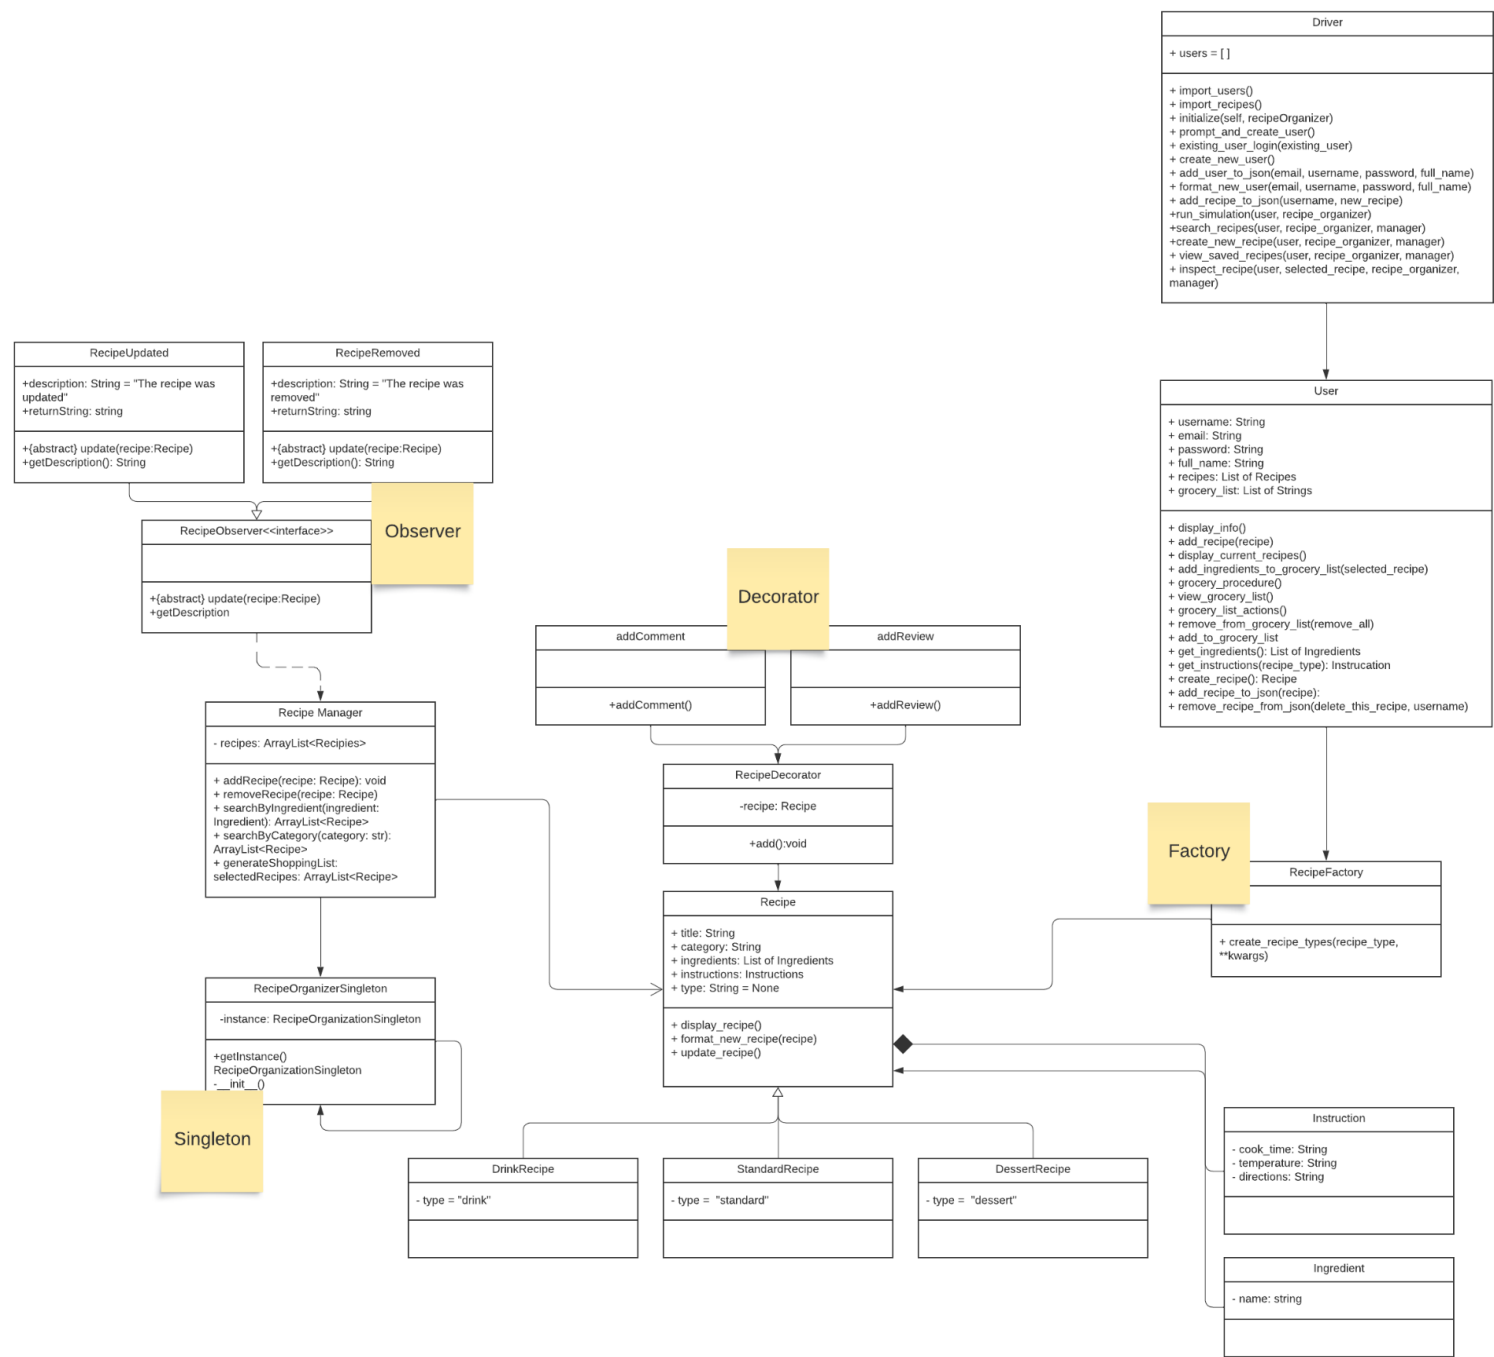 Driver
+ users = [ ]
+ import_users()
+ import_recipes()
+ initialize(self, recipeOrganizer)
+ prompt_and_create_user()
+ existing_user_login(existing_user)
+ create_new_user()
+ add_user_to_json(email, username, password, full_name)
+ format_new_user(email, username, password, full_name)
+ add_recipe_to_json(username, new_recipe)
+run_simulation(user, recipe_organizer)
+search_recipes(user, recipe_organizer, manager)
+create_new_recipe(user, recipe_organizer, manager)
+ view_saved_recipes(user, recipe_organizer, manager)
+ inspect_recipe(user, selected_recipe, recipe_organizer,
manager)
RecipeUpdated
+description: String = "The recipe was
updated"
+returnString: string
+{abstract} update(recipe:Recipe)
+getDescription(): String
RecipeRemoved
+description: String = "The recipe was
removed"
+returnString: string
+{abstract} update(recipe:Recipe)
+getDescription(): String
User
+ username: String
+ email: String
+ password: String
+ full_name: String
+ recipes: List of Recipes
+ grocery_list: List of Strings
+ display_info()
+ add_recipe(recipe)
+ display_current_recipes()
+ add_ingredients_to_grocery_list(selected_recipe)
+ grocery_procedure()
+ view_grocery_list()
+ grocery_list_actions()
+ remove_from_grocery_list(remove_all)
+ add_to_grocery_list
+ get_ingredients(): List of Ingredients
+ get_instructions(recipe_type): Instrucation
+ create_recipe(): Recipe
+ add_recipe_to_json(recipe):
+ remove_recipe_from_json(delete_this_recipe, username)
Observer
RecipeObserver<<interface>>
+{abstract} update(recipe:Recipe)
+getDescription
Decorator
addComment
+addComment()
addReview
+addReview()
Recipe Manager
- recipes: ArrayList<Recipies>
+ addRecipe(recipe: Recipe): void
+ removeRecipe(recipe: Recipe)
+ searchByIngredient(ingredient:
Ingredient): ArrayList<Recipe>
+ searchByCategory(category: str):
ArrayList<Recipe>
+ generateShoppingList:
selectedRecipes: ArrayList<Recipe>
RecipeDecorator
-recipe: Recipe
+add():void
Factory
RecipeFactory
+ create_recipe_types(recipe_type,
**kwargs)
Recipe
+ title: String
+ category: String
+ ingredients: List of Ingredients
+ instructions: Instructions
+ type: String = None
+ display_recipe()
+ format_new_recipe(recipe)
+ update_recipe()
RecipeOrganizerSingleton
-instance: RecipeOrganizationSingleton
+getInstance()
RecipeOrganizationSingleton
-__init__()
Singleton
DrinkRecipe
- type = "drink"
StandardRecipe
- type = "standard"
DessertRecipe
- type = "dessert"
Instruction
- cook_time: String
- temperature: String
- directions: String
Ingredient
- name: string